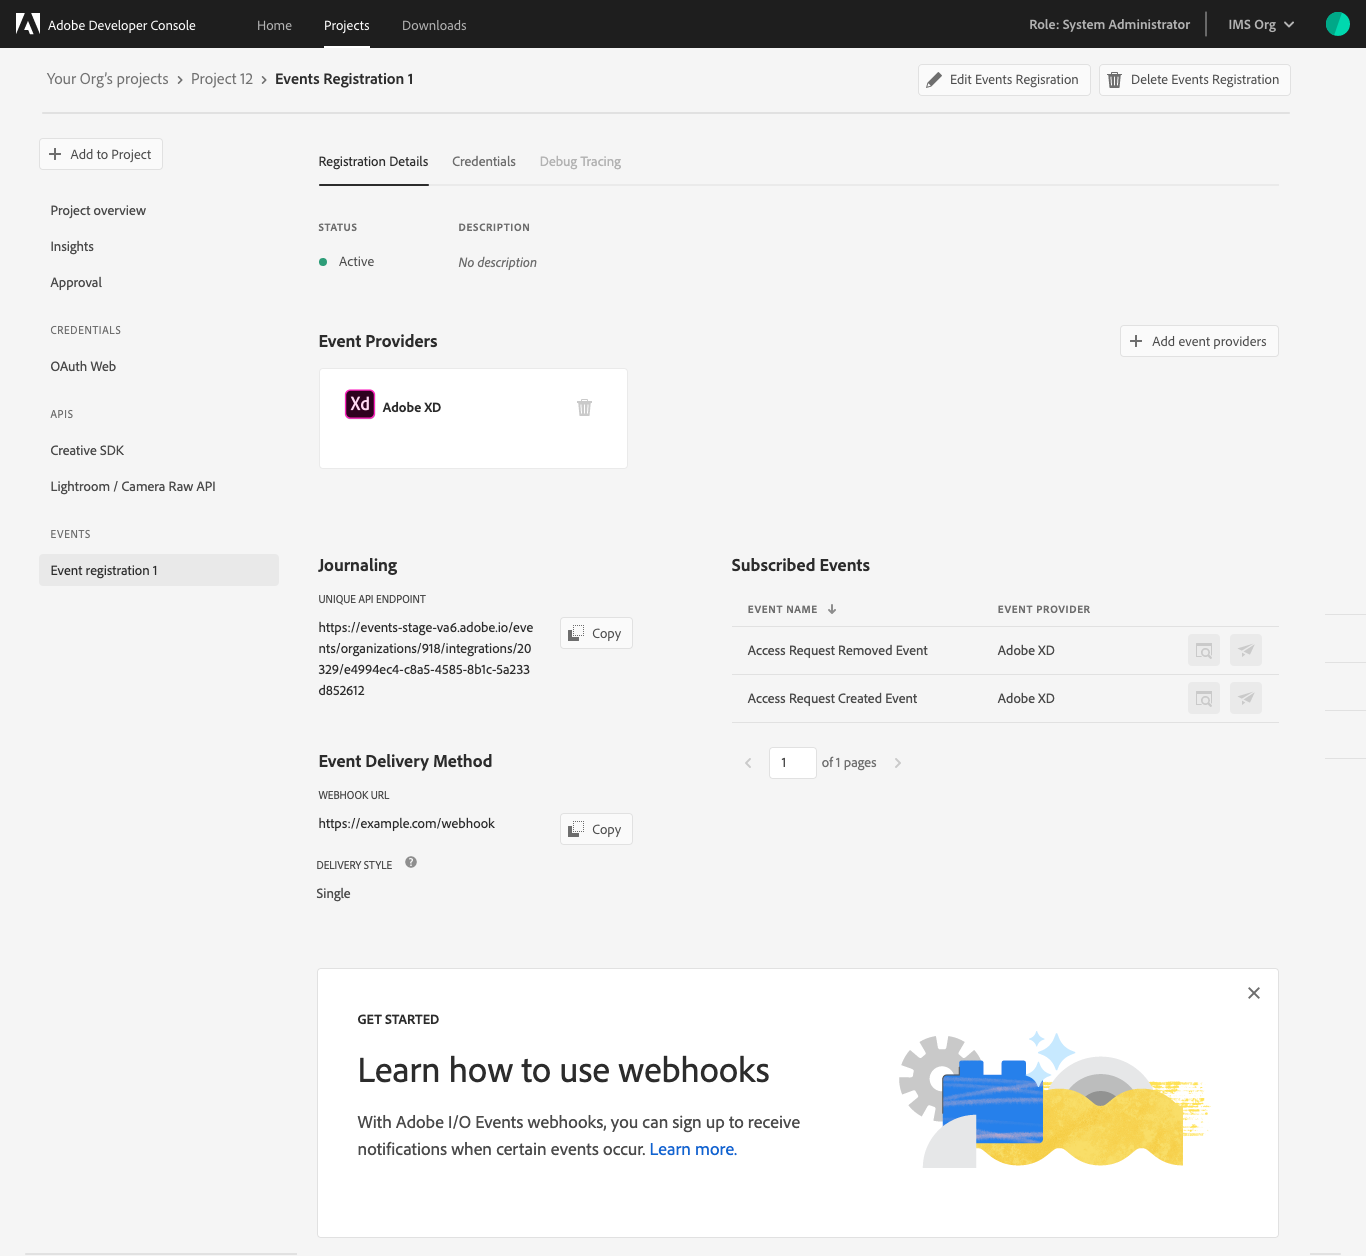 Adobe Developer Console
Home
Projects
Downloads
Role: System Administrator
IMS Org
Your Org's projects > Project 12 > Events Registration 1
Edit Events Regisration
Delete Events Registration
Add to Project
Project overview
Insights
Approval
CREDENTIALS
OAuth Web
APIS
Creative SDK
Lightroom / Camera Raw API
EVENTS
Event registration 1
Registration Details
Credentials
Debug Tracing
STATUS
DESCRIPTION
Active
No description
Event Providers
Add event providers
Xd
Adobe XD
Journaling
UNIQUE API ENDPOINT
https://events-stage-va6.adobe.io/eve
nts/organizations/918/integrations/20
329/e4994ec4-c8a5-4585-8b1c-5a233
d852612
Copy
Event Delivery Method
WEBHOOK URL
https://example.com/webhook
Copy
DELIVERY STYLE ?
Single
Subscribed Events
EVENT NAME
EVENT PROVIDER
Access Request Removed Event
Adobe XD
Access Request Created Event
Adobe XD
1
of 1 pages
GET STARTED
Learn how to use webhooks
With Adobe I/O Events webhooks, you can sign up to receive
notifications when certain events occur. Learn more.